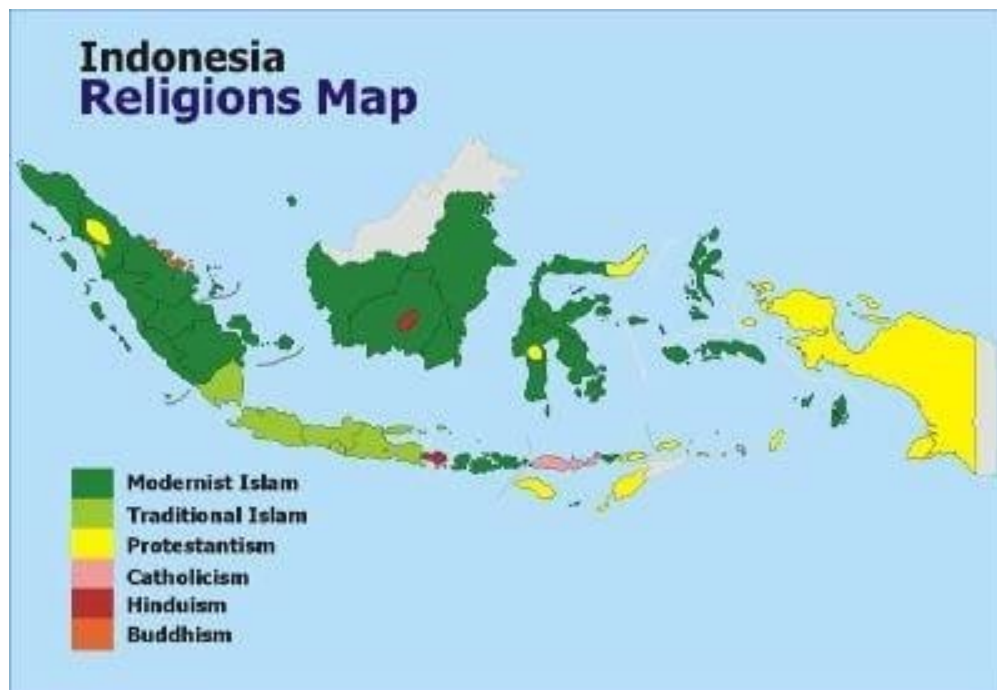 Indonesia
Religions Map
Modernist Islam
Traditional Islam
Protestantism
Catholicism
Hinduism
Buddhism